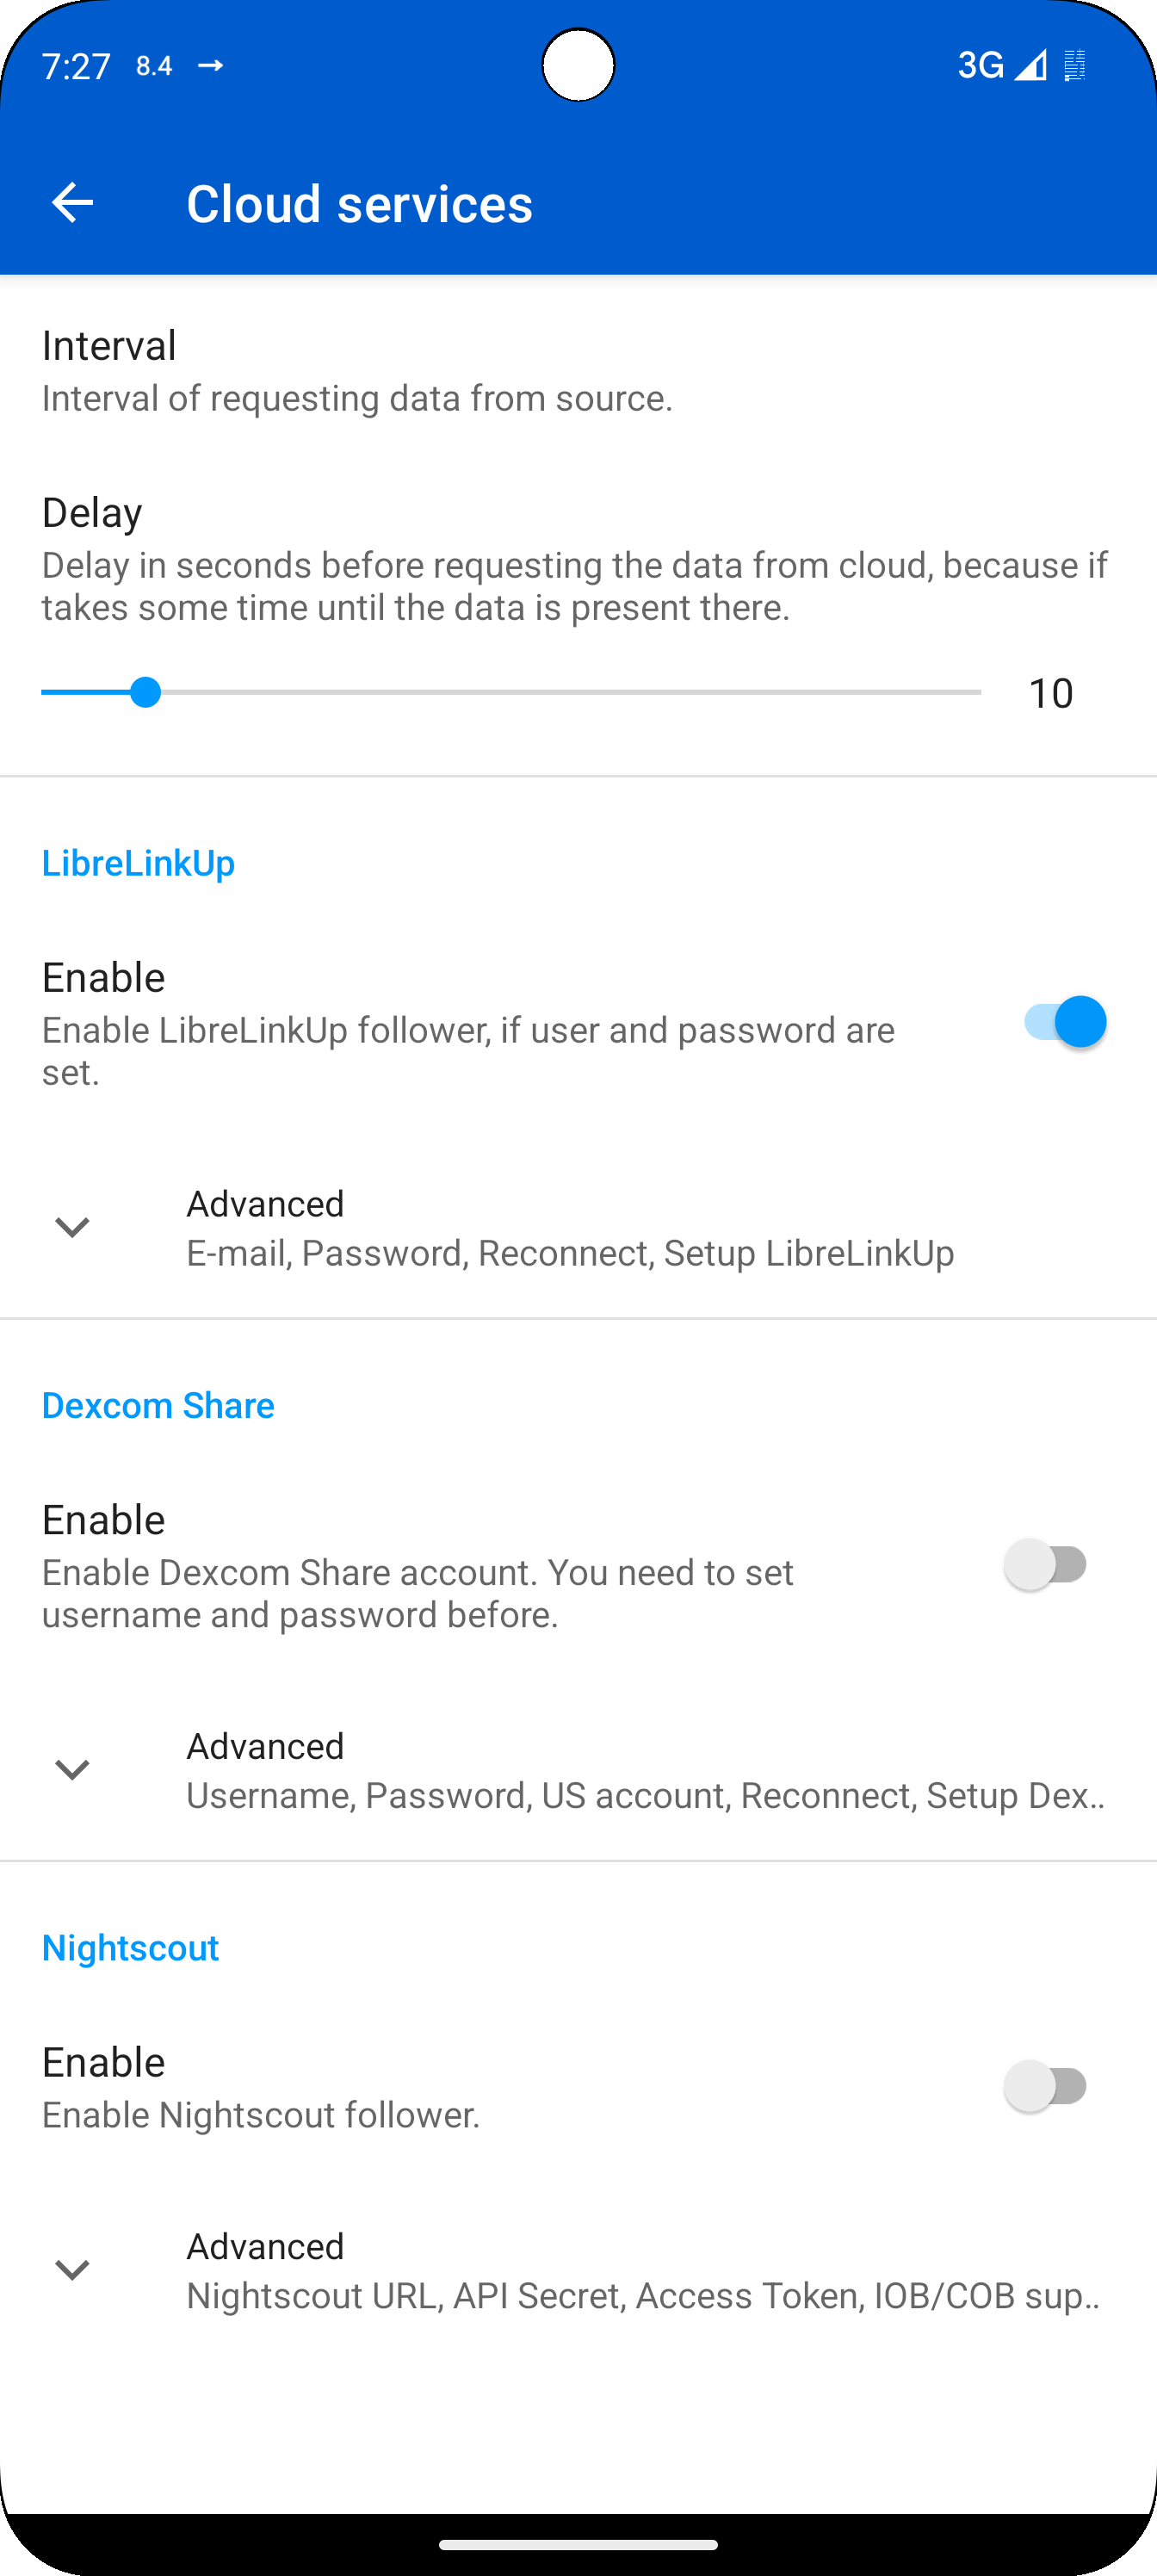 7:27 8.4 → 3G
Cloud services
Interval
Interval of requesting data from source.
Delay
Delay in seconds before requesting the data from cloud, because if
takes some time until the data is present there.
10
LibreLinkUp
Enable
Enable LibreLinkUp follower, if user and password are
set.
Advanced
E-mail, Password, Reconnect, Setup LibreLinkUp
Dexcom Share
Enable
Enable Dexcom Share account. You need to set
username and password before.
Advanced
Username, Password, US account, Reconnect, Setup Dex..
Nightscout
Enable
Enable Nightscout follower.
Advanced
Nightscout URL, API Secret, Access Token, IOB/COB sup..